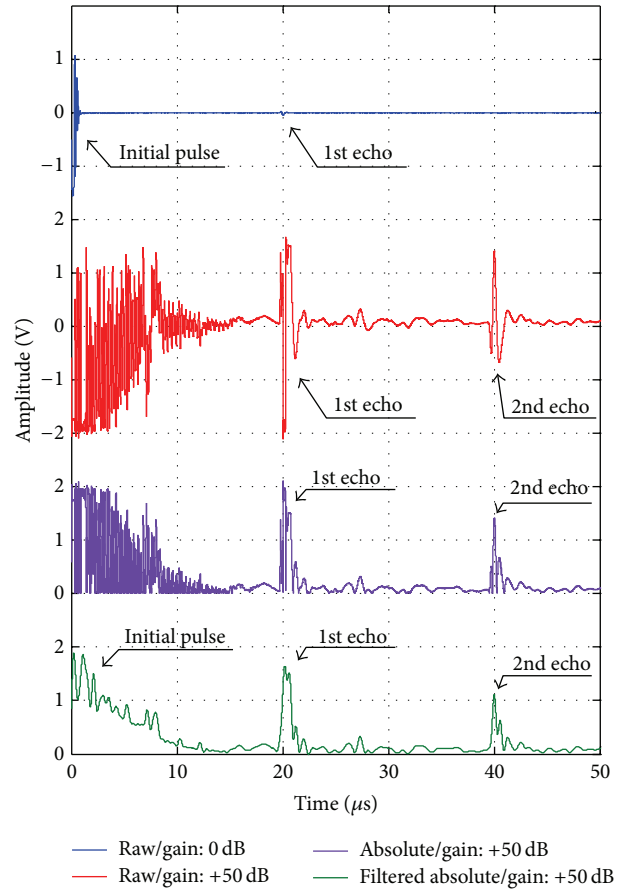 1
0
−1
Initial pulse
1st echo
2
1
0
−1
−2
1st echo
2nd echo
Amplitude (V)
2
1
0
1st echo
2nd echo
2
1
0
Initial pulse
1st echo
2nd echo
0 10 20 30 40 50
Time (μs)
Raw/gain: 0 dB
Raw/gain: +50 dB
Absolute/gain: +50 dB
Filtered absolute/gain: +50 dB